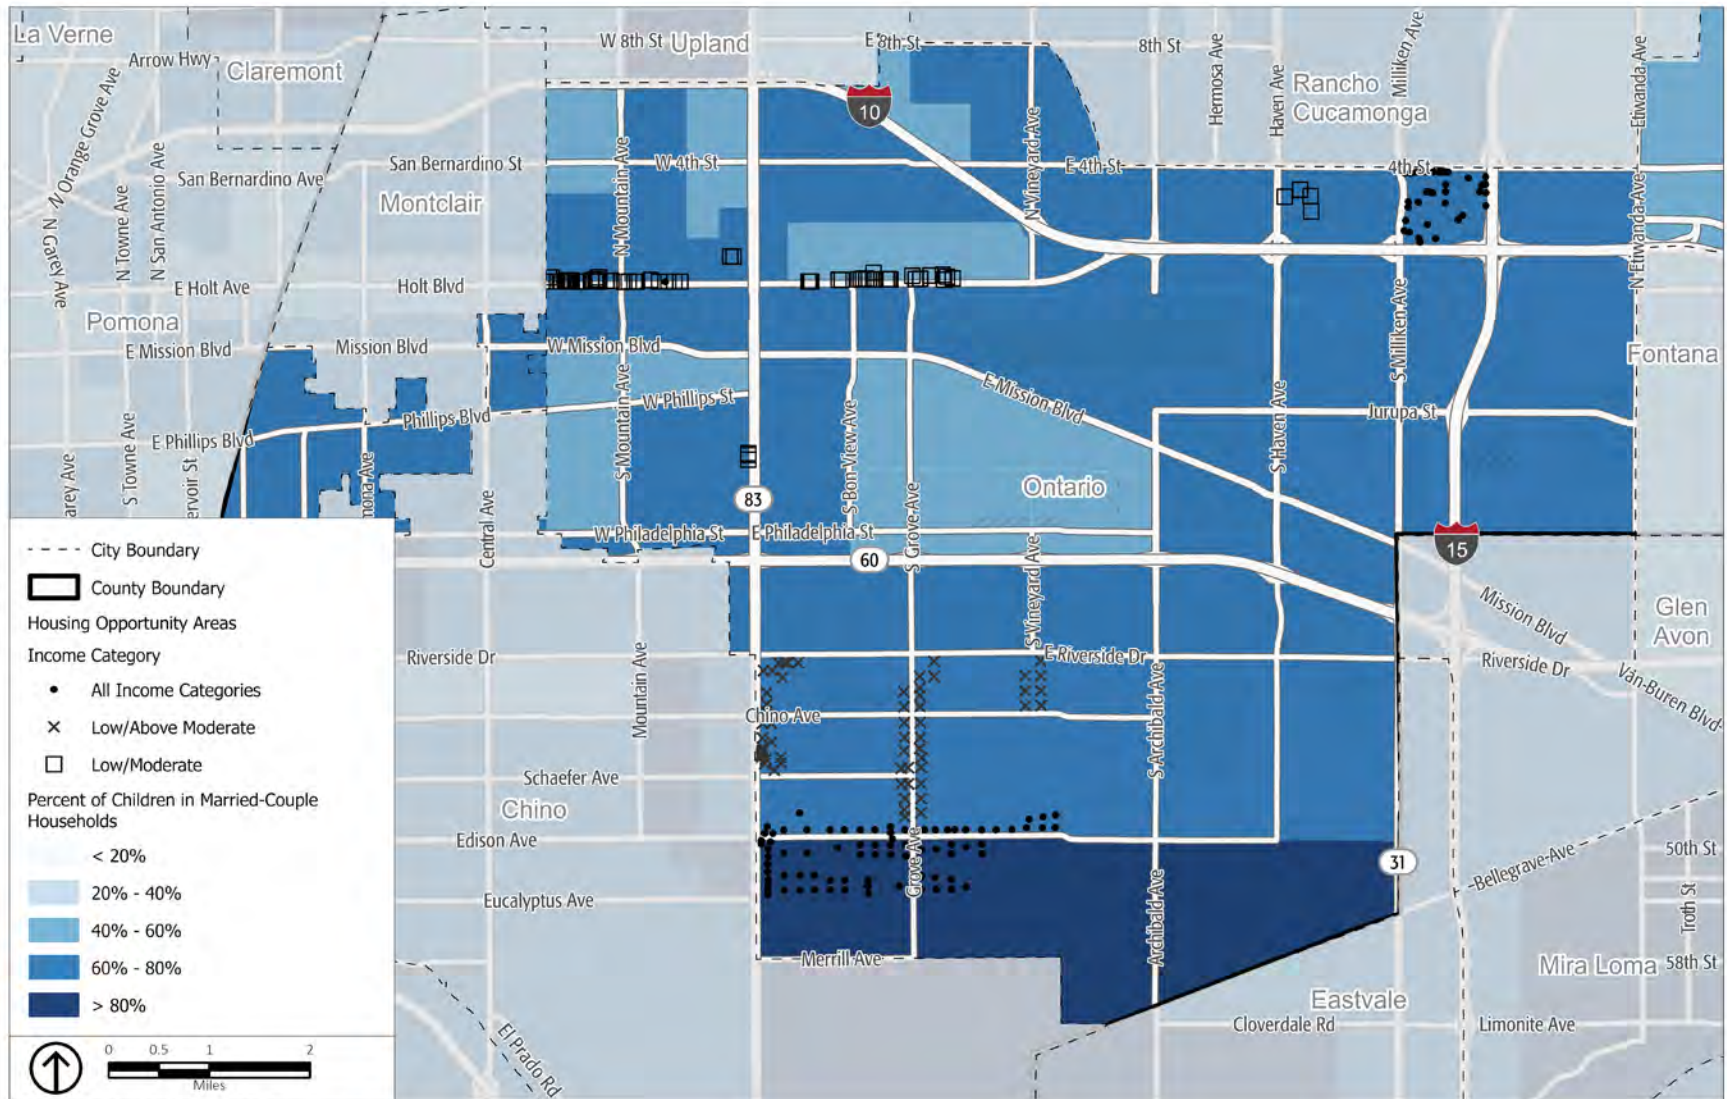 La Verne
Arrow Hwy
Claremont
W 8th St
Upland
E 8th St
8th St
Hermosa Ave
Haven Ave
Milliken Ave
Rancho
Cucamonga
Etiwanda Ave
N Orange Grove Ave
10
N Mountain Ave
N Vineyard Ave
San Bernardino St
W 4th St
E 4th St
4th St
San Bernardino Ave
N Garey Ave
N Towne Ave
N San Antonio Ave
Montclair
N Etiwanda Ave
E Holt Ave
Holt Blvd
Pomona
E Mission Blvd
Mission Blvd
W Mission Blvd
S Milliken Ave
Fontana
E Mission Blvd
W Phillips St
Phillips Blvd
E Phillips Blvd
S Mountain Ave
S Bon View Ave
S Haven Ave
Jurupa St
S Towne Ave
arey Ave
ervoir St
mona Ave
Central Ave
83
Ontario
S Grove Ave
W Philadelphia St
E Philadelphia St
60
15
S Vineyard Ave
Mission Blvd
Glen
Avon
Riverside Dr
E Riverside Dr
Riverside Dr
Van Buren Blvd
Mountain Ave
Chino Ave
S Archibald Ave
Schaefer Ave
Chino
Edison Ave
31
50th St
Bellegrave Ave
Eucalyptus Ave
Grove Ave
Archibald Ave
Troth St
Merrill Ave
Mira Loma
58th St
Eastvale
Cloverdale Rd
Limonite Ave
El Prado Rd
City Boundary
County Boundary
Housing Opportunity Areas
Income Category
All Income Categories
Low/Above Moderate
Low/Moderate
Percent of Children in Married-Couple
Households
< 20%
20% - 40%
40% - 60%
60% - 80%
> 80%
0 0.5 1 2
Miles